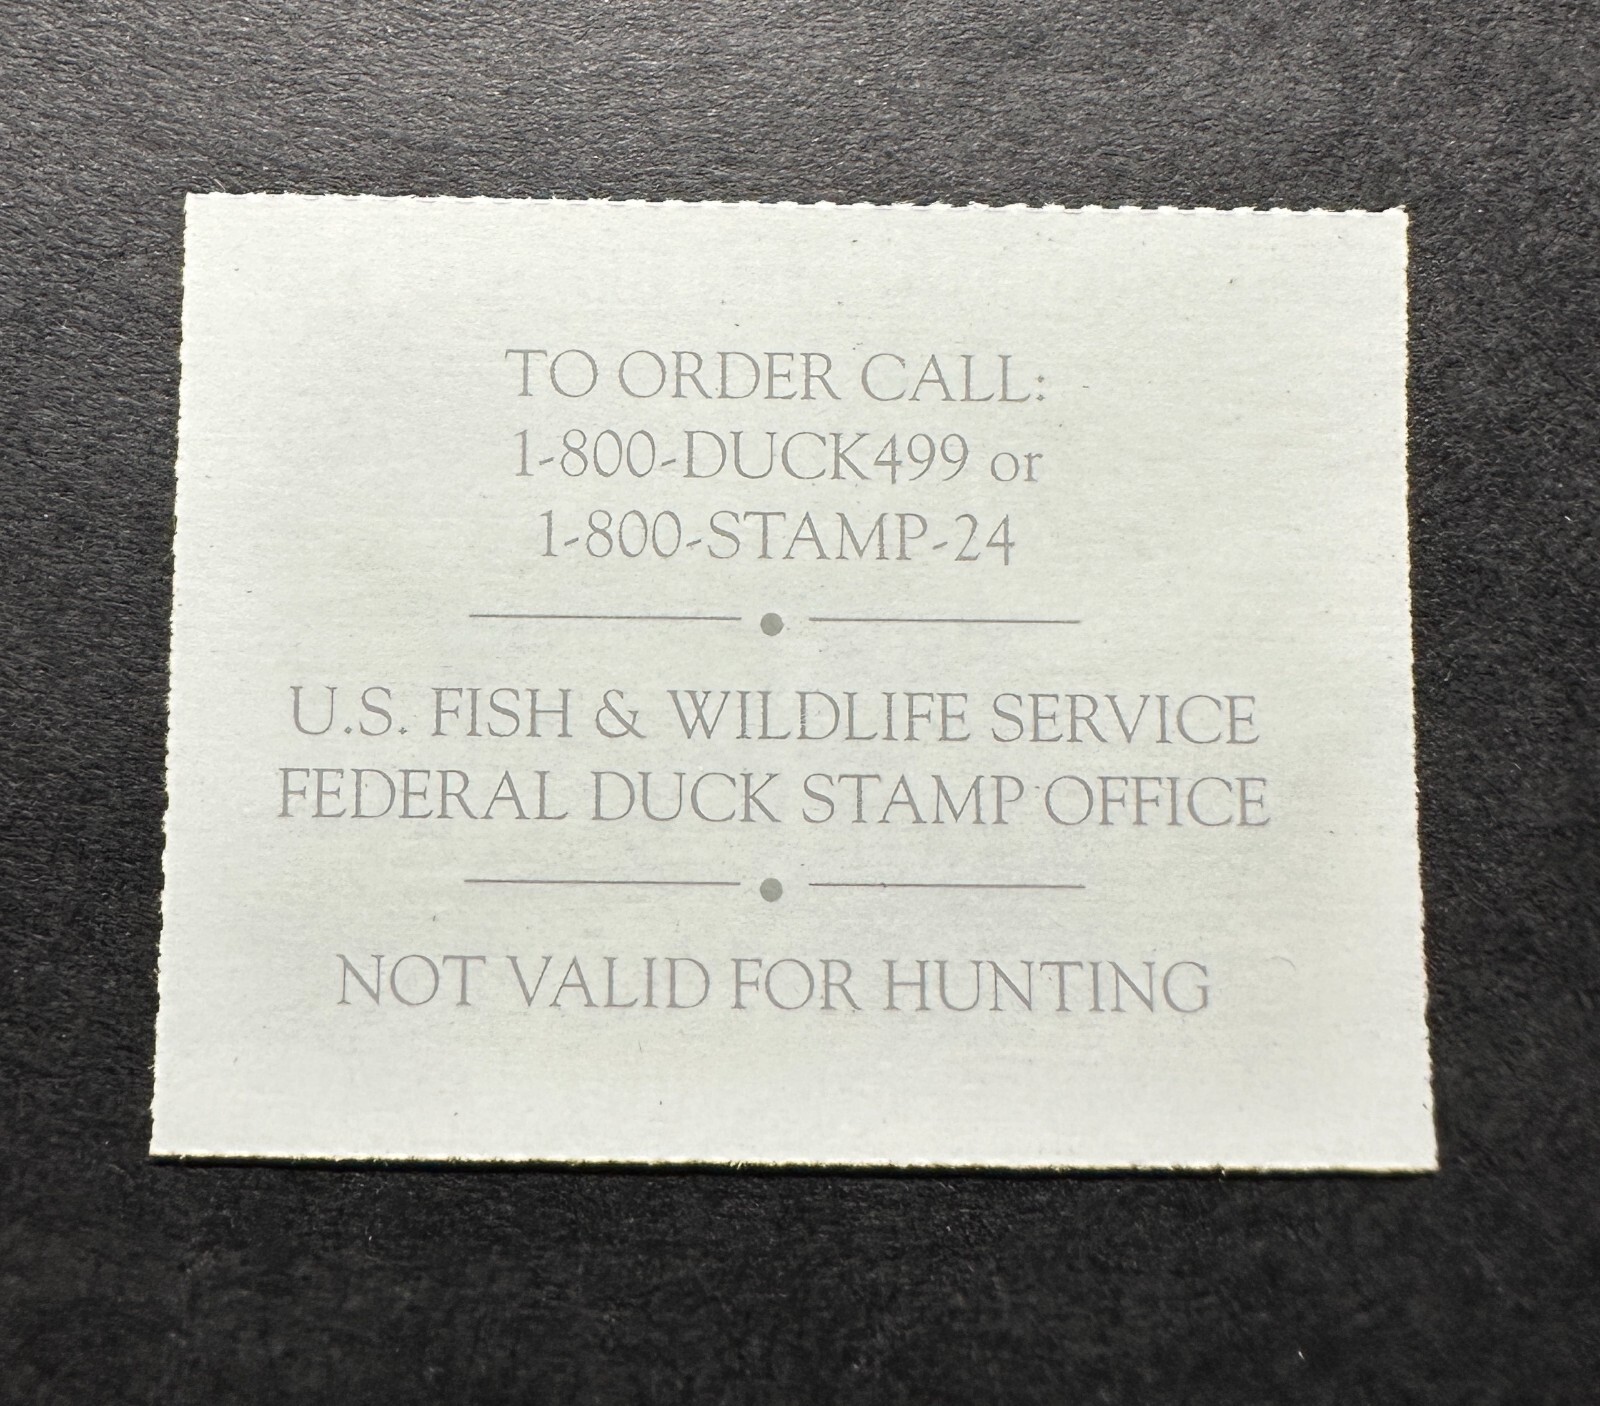 TO ORDER CALL:
1-800-DUCK499 or
1-800-STAMP-24
U.S. FISH & WILDLIFE SERVICE
FEDERAL DUCK STAMP OFFICE
NOT VALID FOR HUNTING